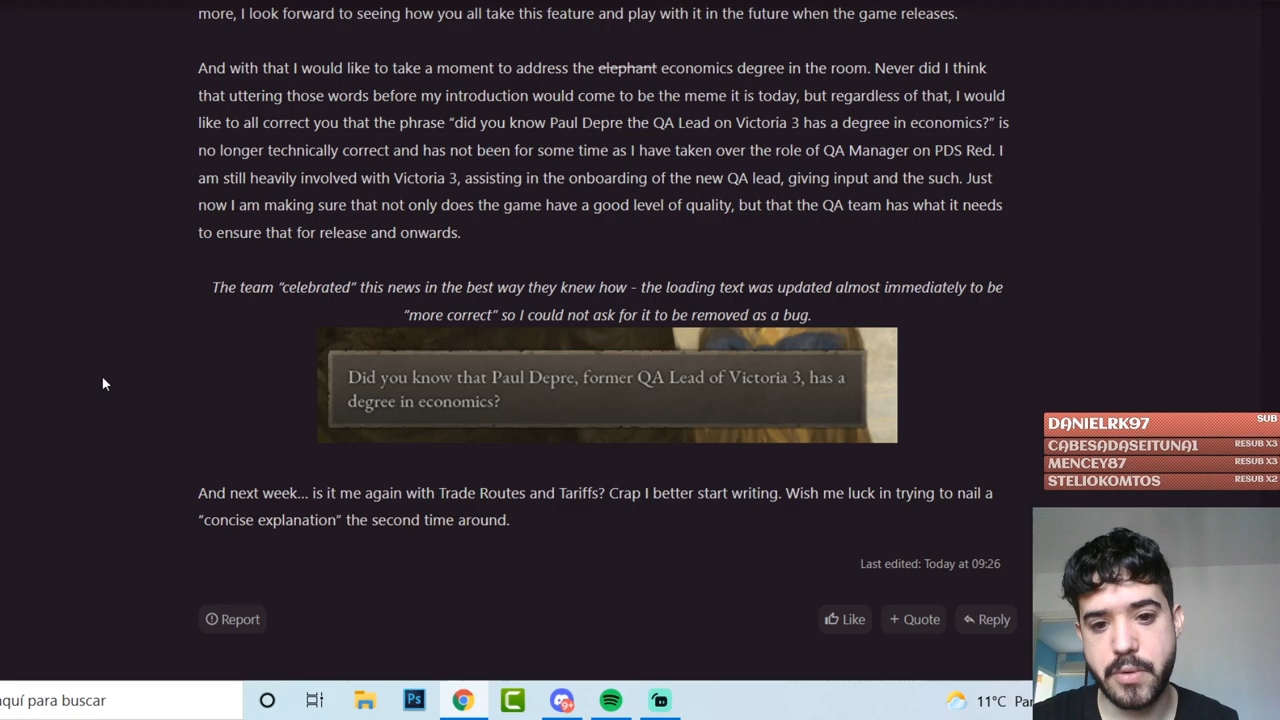 more, I look forward to seeing how you all take this feature and play with it in the future when the game releases.
And with that I would like to take a moment to address the elephant economics degree in the room. Never did I think
that uttering those words before my introduction would come to be the meme it is today, but regardless of that, I would
like to all correct you that the phrase “did you know Paul Depre the QA Lead on Victoria 3 has a degree in economics?” is
no longer technically correct and has not been for some time as I have taken over the role of QA Manager on PDS Red. I
am still heavily involved with Victoria 3, assisting in the onboarding of the new QA lead, giving input and the such. Just
now I am making sure that not only does the game have a good level of quality, but that the QA team has what it needs
to ensure that for release and onwards.
The team “celebrated” this news in the best way they knew how - the loading text was updated almost immediately to be
“more correct” so I could not ask for it to be removed as a bug.
Did you know that Paul Depre, former QA Lead of Victoria 3, has a
degree in economics?
DANIELRK97 SUB
CABESADASEITUNA1 RESUB X3
MENCEY87 RESUB X3
STELIOKOMTOS RESUB X2
And next week... is it me again with Trade Routes and Tariffs? Crap I better start writing. Wish me luck in trying to nail a
“concise explanation” the second time around.
Last edited: Today at 09:26
Report Like + Quote Reply
aquí para buscar Ps 9+ 11°C Par